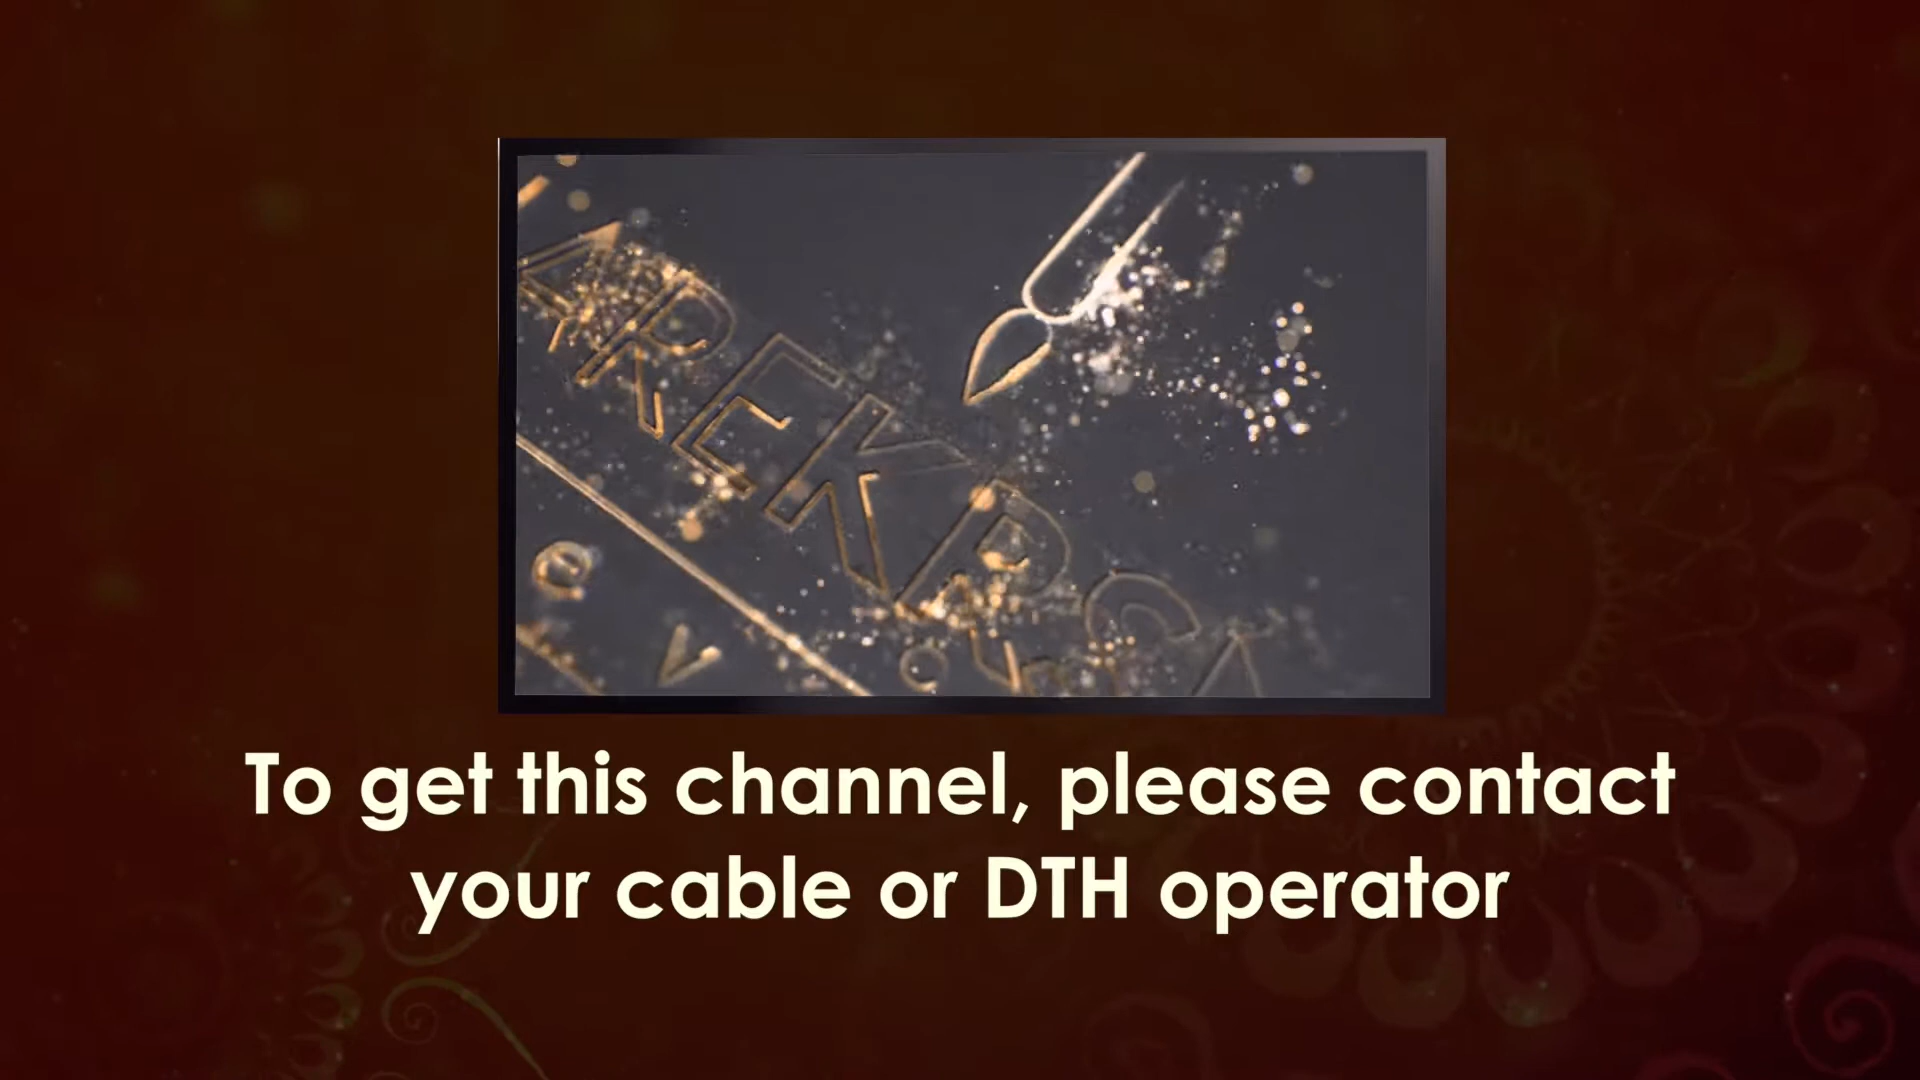 To get this channel, please contact
your cable or DTH operator